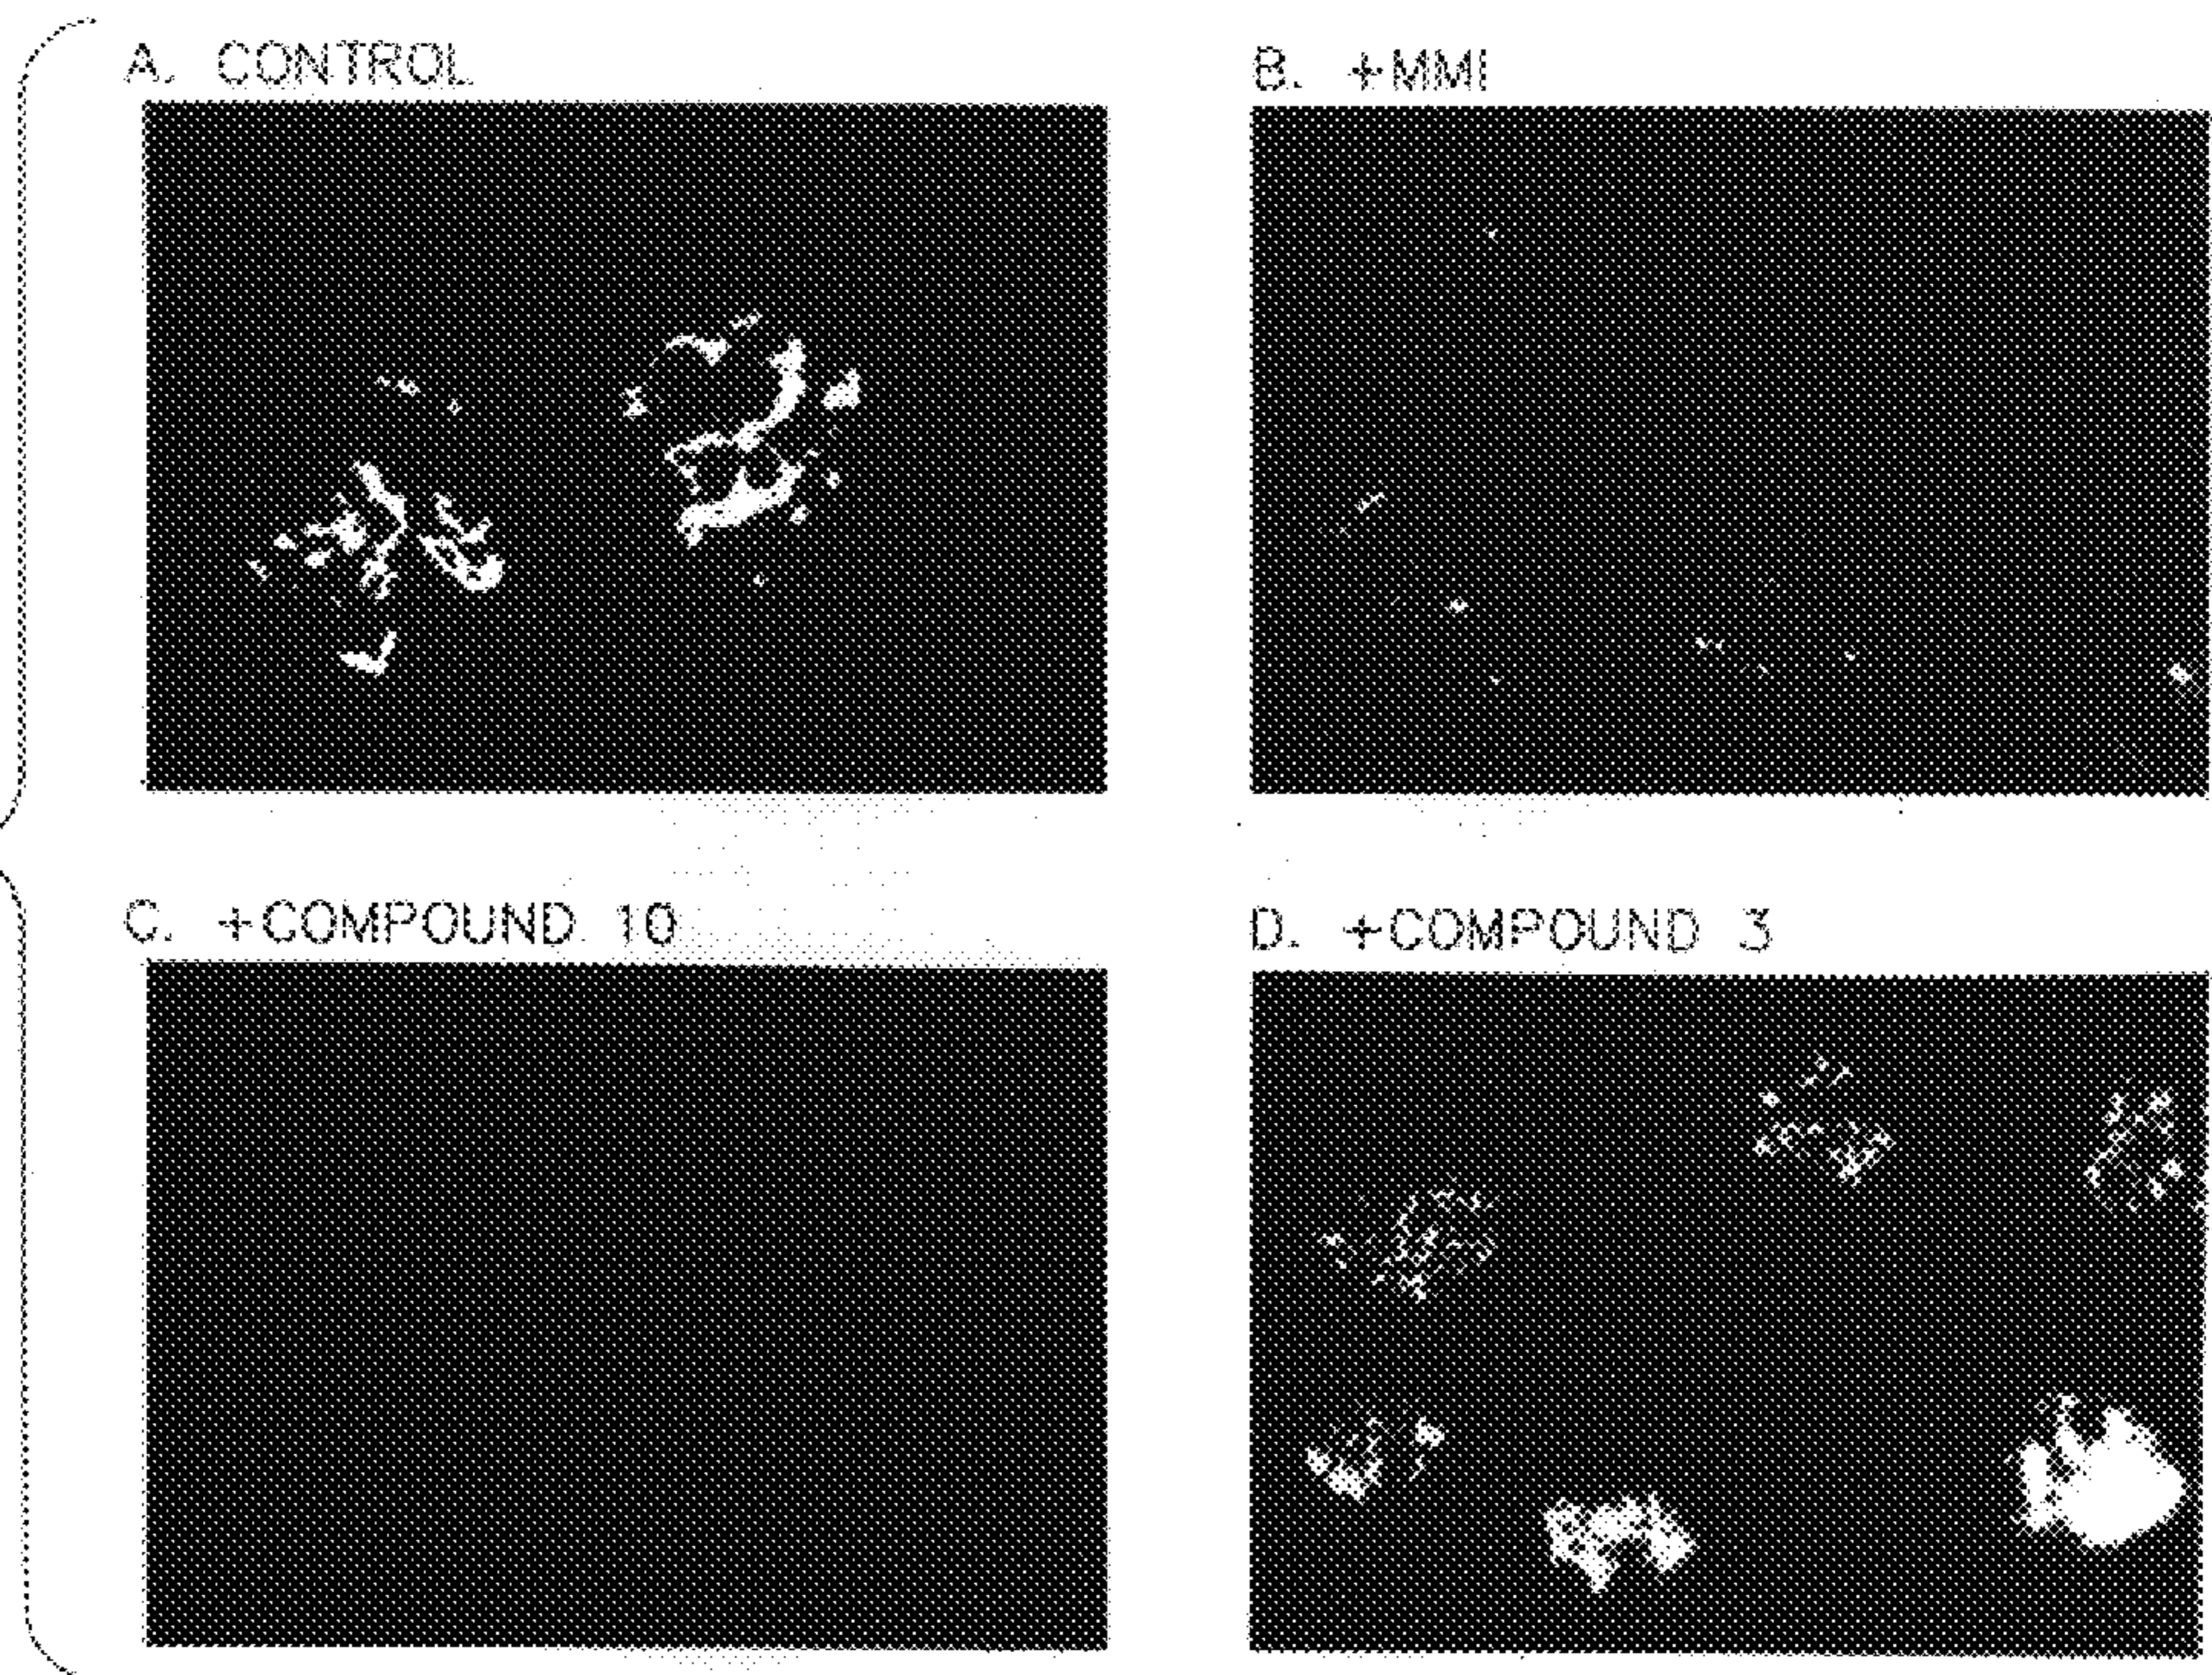 A. CONTROL
B. +MMI
C. +COMPOUND 10
D. +COMPOUND 3